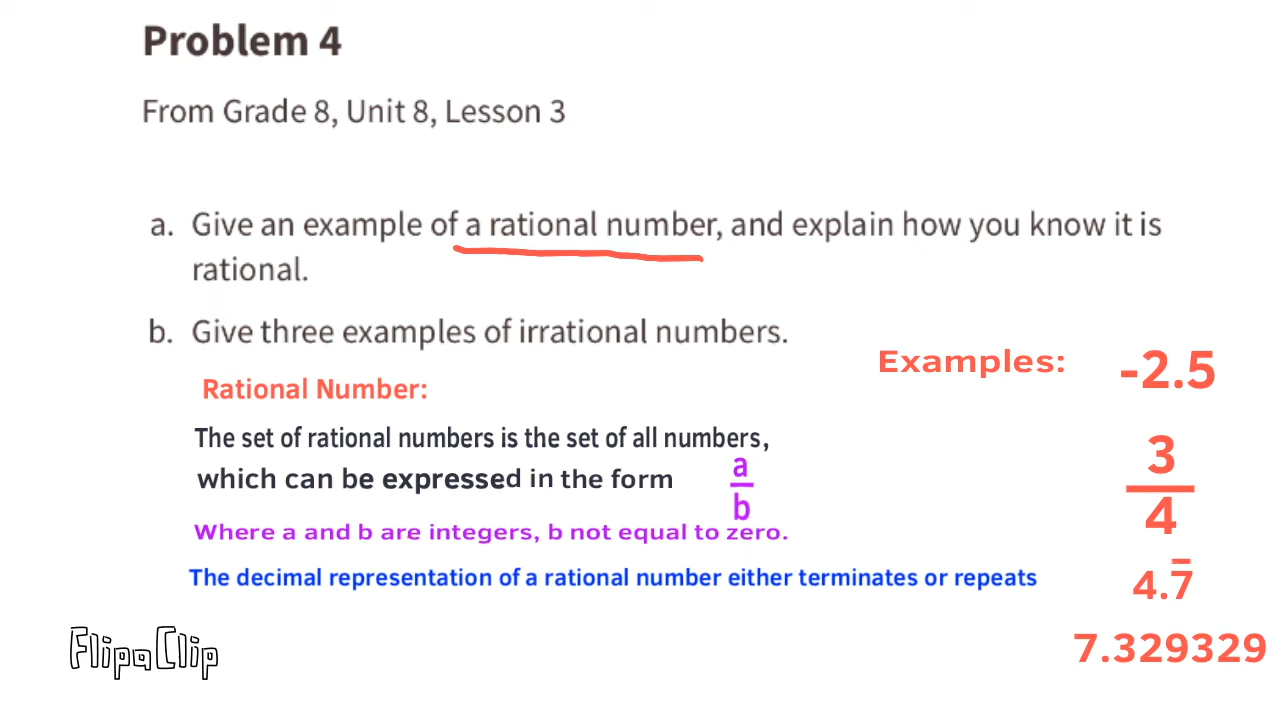 Problem 4
From Grade 8, Unit 8, Lesson 3
a. Give an example of a rational number, and explain how you know it is
rational.
b. Give three examples of irrational numbers.
Examples: -2.5
Rational Number:
The set of rational numbers is the set of all numbers,
which can be expressed in the form a/b
3/4
Where a and b are integers, b not equal to zero.
The decimal representation of a rational number either terminates or repeats
4.7̅
7.329329
FlipaClip